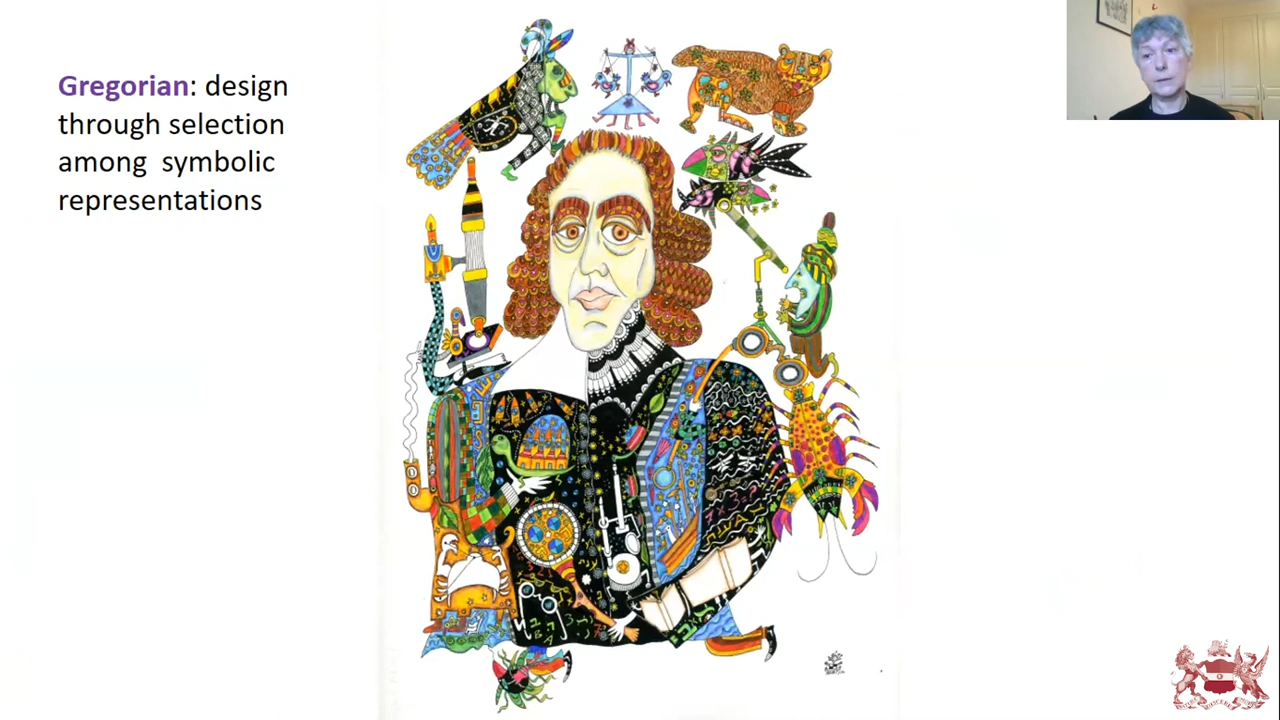 Gregorian: design
through selection
among symbolic
representations